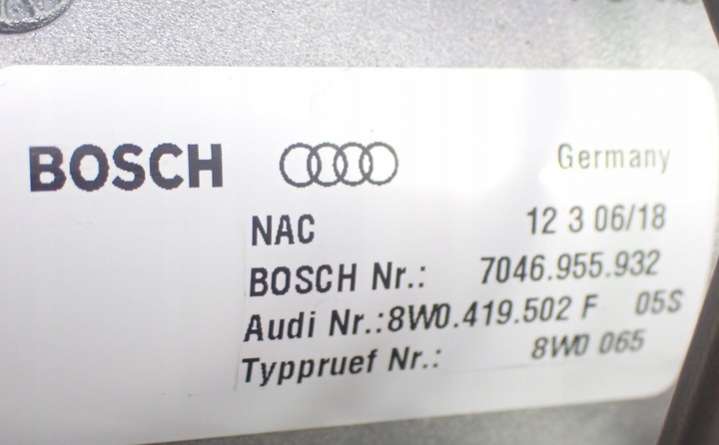 BOSCH Germany
NAC 12 3 06/18
BOSCH Nr.: 7046.955.932
Audi Nr.:8W0.419.502 F 05S
Typpruef Nr.: 8W0 065